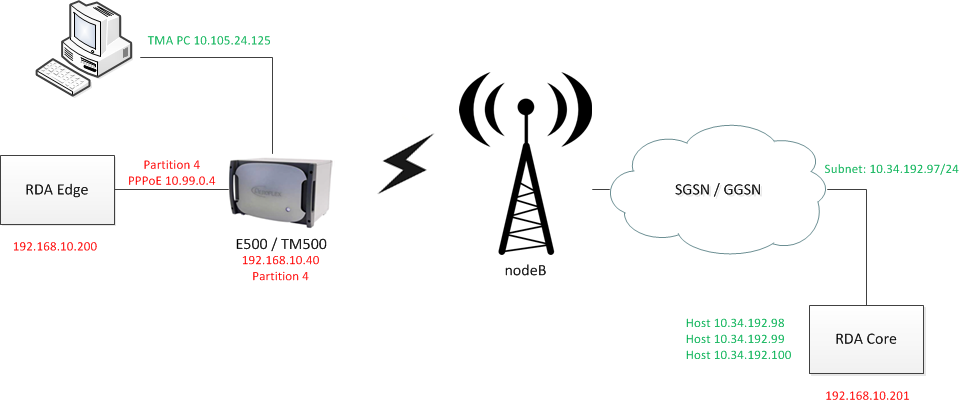 TMA PC 10.105.24.125
Partition 4
PPPoE 10.99.0.4
RDA Edge
192.168.10.200
E500 / TM500
192.168.10.40
Partition 4
nodeB
SGSN / GGSN
Subnet: 10.34.192.97/24
Host 10.34.192.98
Host 10.34.192.99
Host 10.34.192.100
RDA Core
192.168.10.201